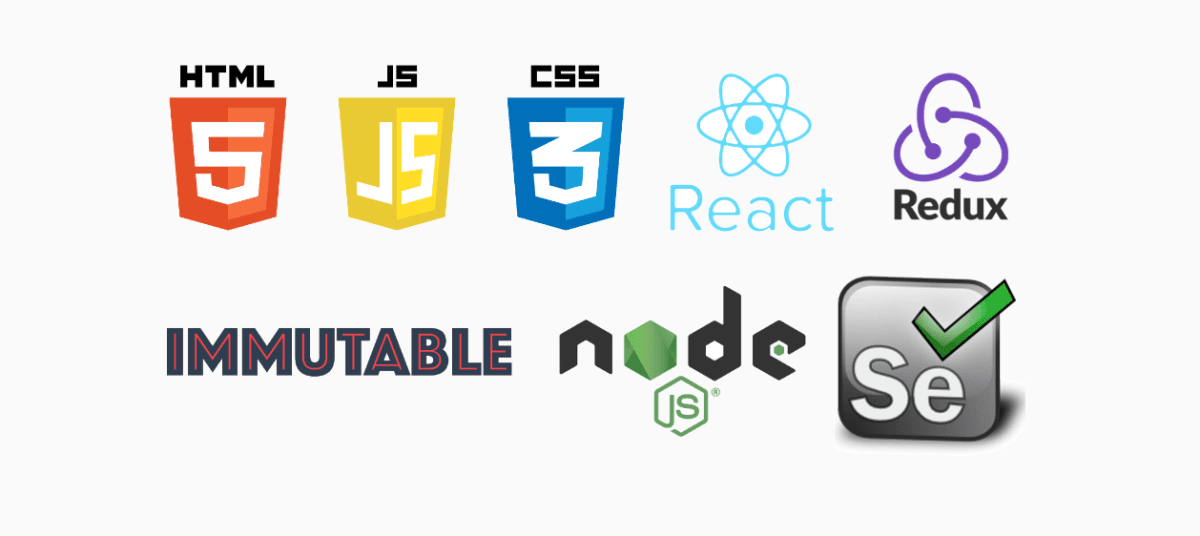 HTML JS CSS
5 JS 3
React Redux
IMMUTABLE node Se
JS ®